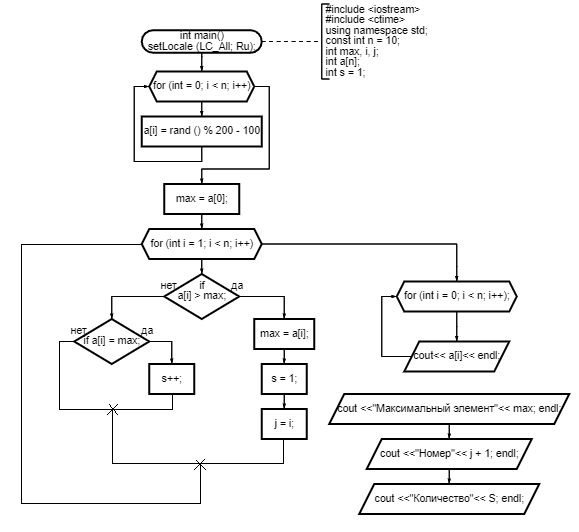 #include <iostream>
#include <ctime>
using namespace std;
const int n = 10;
int max, i, j;
int a[n];
int s = 1;
int main()
setLocale (LC_All; Ru);
for (int = 0; i < n; i++)
a[i] = rand () % 200 - 100
max = a[0];
for (int i = 1; i < n; i++)
нет
if
a[i] > max;
да
нет
if a[i] = max;
да
s++;
max = a[i];
s = 1;
j = i;
for (int i = 0; i < n; i++);
cout<< a[i]<< endl;
cout <<"Максимальный элемент"<< max; endl;
cout <<"Номер"<< j + 1; endl;
cout <<"Количество"<< S; endl;